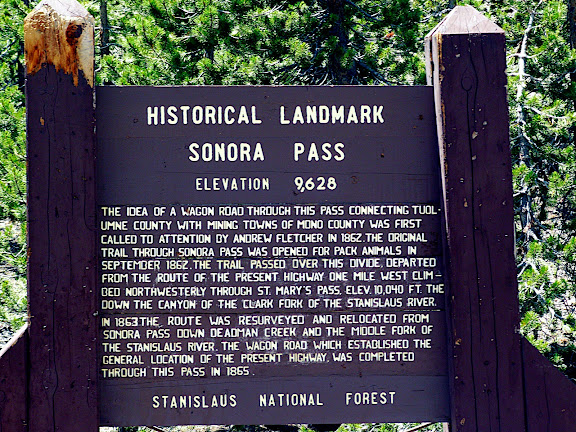 HISTORICAL LANDMARK
SONORA PASS
ELEVATION 9,628
THE IDEA OF A WAGON ROAD THROUGH THIS PASS CONNECTING TUOL-
UMNE COUNTY WITH MINING TOWNS OF MONO COUNTY WAS FIRST
CALLED TO ATTENTION BY ANDREW FLETCHER IN 1862. THE ORIGINAL
TRAIL THROUGH SONORA PASS WAS OPENED FOR PACK ANIMALS IN
SEPTEMBER 1862. THE TRAIL PASSED OVER THIS DIVIDE, DEPARTED
FROM THE ROUTE OF THE PRESENT HIGHWAY ONE MILE WEST CLIM-
BED NORTHWESTERLY THROUGH ST. MARY'S PASS, ELEV. 10,040 FT. THE
DOWN THE CANYON OF THE CLARK FORK OF THE STANISLAUS RIVER.
IN 1863 THE ROUTE WAS RESURVEYED AND RELOCATED FROM
SONORA PASS DOWN DEADMAN CREEK AND THE MIDDLE FORK OF
THE STANISLAUS RIVER. THE WAGON ROAD WHICH ESTABLISHED THE
GENERAL LOCATION OF THE PRESENT HIGHWAY, WAS COMPLETED
THROUGH THIS PASS IN 1865.
STANISLAUS NATIONAL FOREST